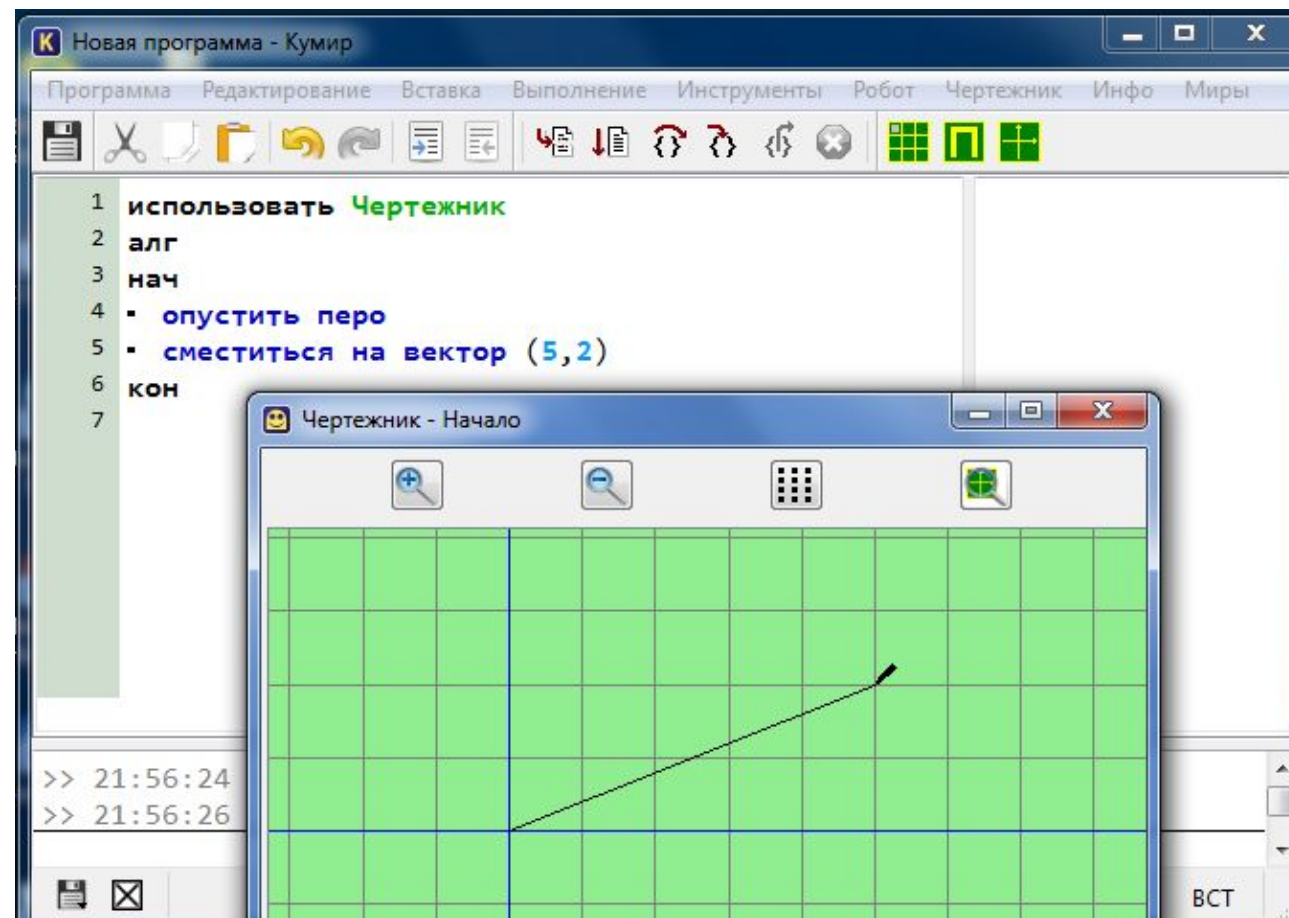 Новая программа - Кумир
Программа Редактирование Вставка Выполнение Инструменты Робот Чертежник Инфо Миры
1 использовать Чертежник
2 алг
3 нач
4 ▪ опустить перо
5 ▪ сместиться на вектор (5,2)
6 кон
7
Чертежник - Начало
>> 21:56:24
>> 21:56:26
ВСТ